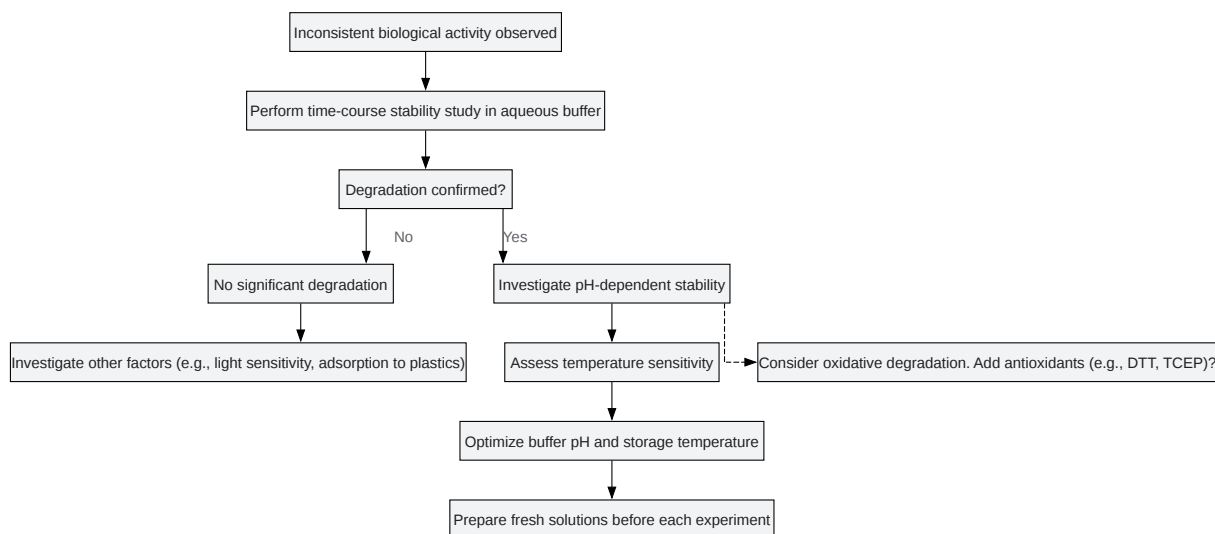 Inconsistent biological activity observed
Perform time-course stability study in aqueous buffer
Degradation confirmed?
No
Yes
No significant degradation
Investigate pH-dependent stability
Investigate other factors (e.g., light sensitivity, adsorption to plastics)
Assess temperature sensitivity
Consider oxidative degradation. Add antioxidants (e.g., DTT, TCEP)?
Optimize buffer pH and storage temperature
Prepare fresh solutions before each experiment